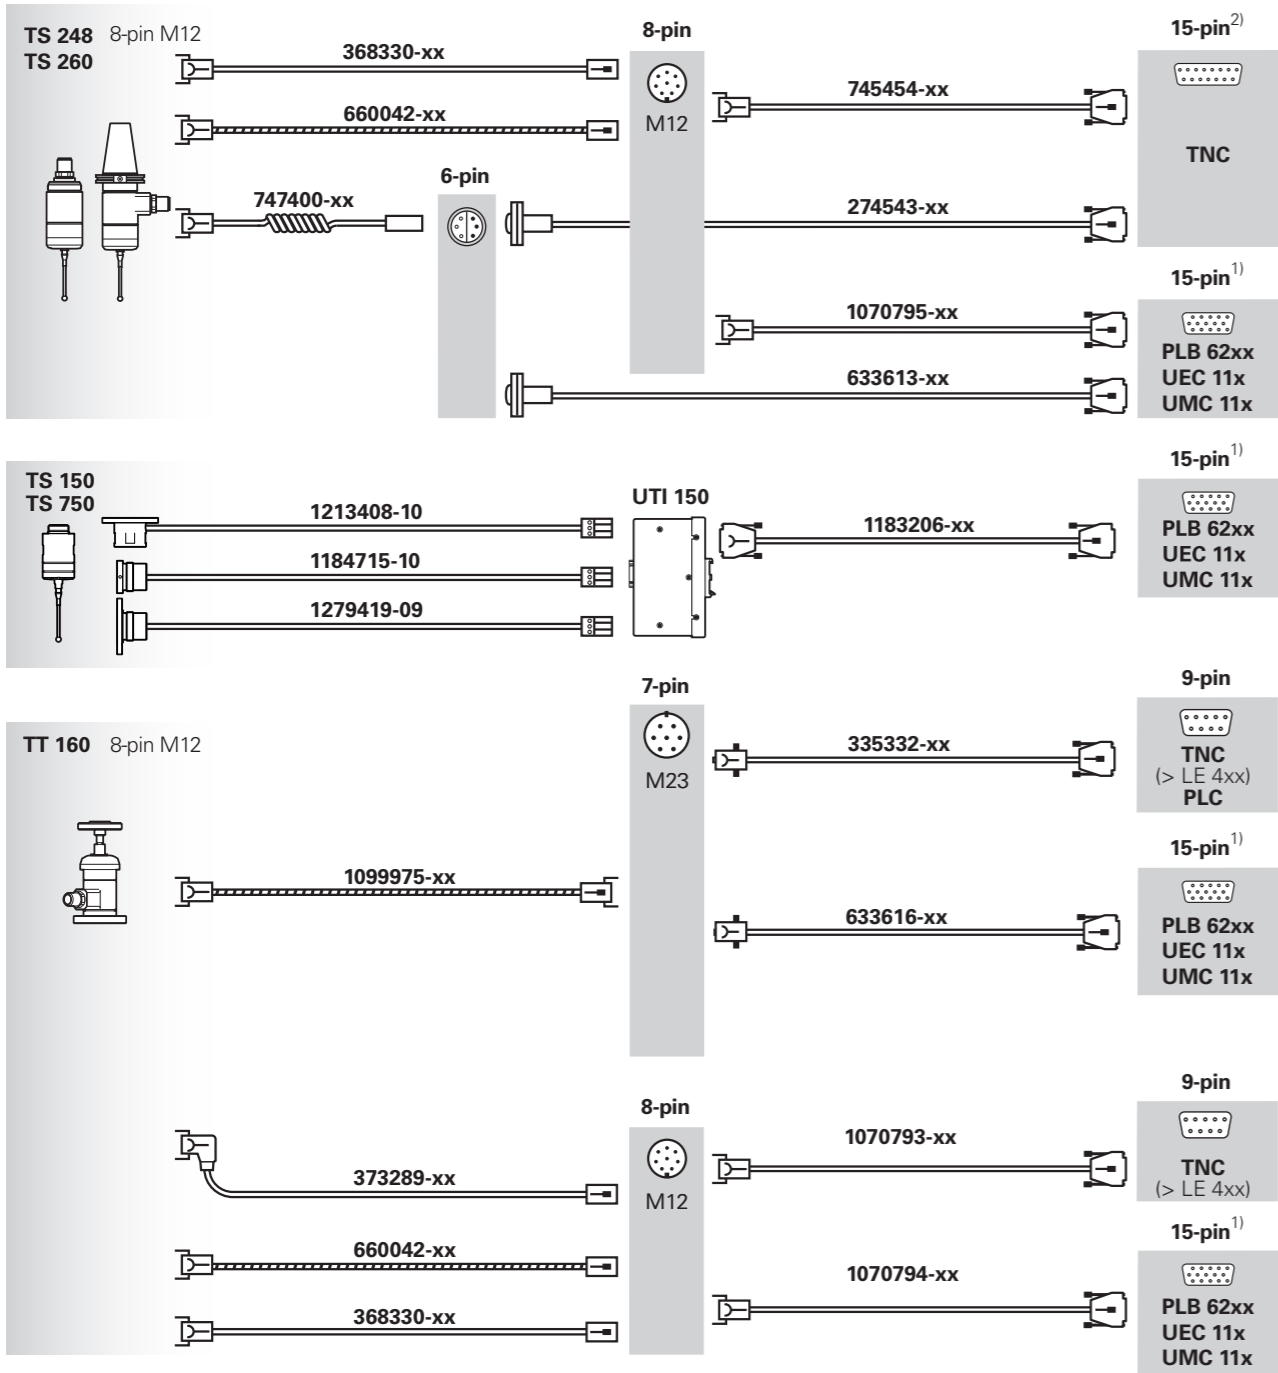 TS 248 8-pin M12
TS 260
368330-xx
660042-xx
747400-xx
6-pin
8-pin
M12
745454-xx
274543-xx
1070795-xx
633613-xx
15-pin2)
TNC
15-pin1)
PLB 62xx
UEC 11x
UMC 11x
TS 150
TS 750
1213408-10
1184715-10
1279419-09
UTI 150
1183206-xx
15-pin1)
PLB 62xx
UEC 11x
UMC 11x
TT 160 8-pin M12
1099975-xx
7-pin
M23
335332-xx
633616-xx
9-pin
TNC
(> LE 4xx)
PLC
15-pin1)
PLB 62xx
UEC 11x
UMC 11x
373289-xx
660042-xx
368330-xx
8-pin
M12
1070793-xx
1070794-xx
9-pin
TNC
(> LE 4xx)
15-pin1)
PLB 62xx
UEC 11x
UMC 11x